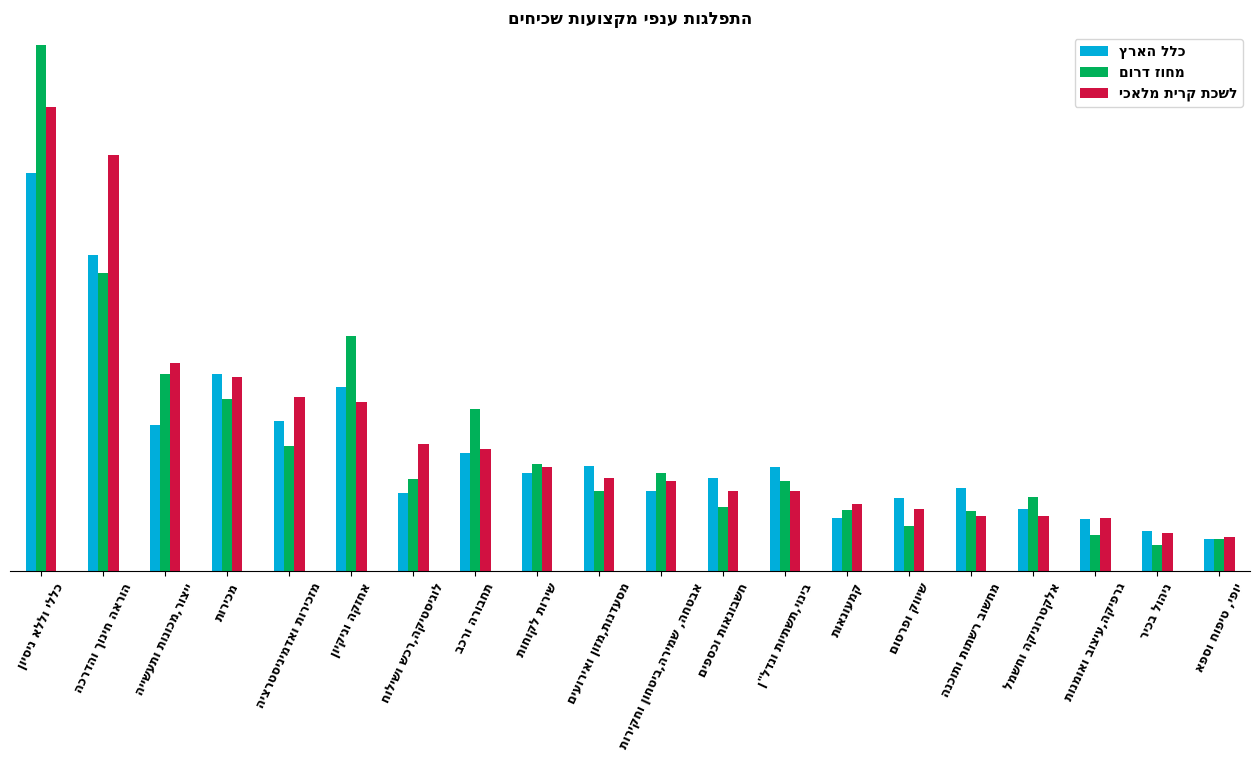 התפלגות ענפי מקצועות שכיחים
כלל הארץ
מחוז דרום
לשכת קרית מלאכי
כללי וללא ניסיון
הוראה חינוך והדרכה
ייצור,מכונות ותעשייה
מכירות
מזכירות ואדמיניסטרציה
אחזקה וניקיון
לוגיסטיקה,רכש ושילוח
תחבורה ורכב
שירות לקוחות
מסעדנות,מזון ואירועים
אבטחה, שמירה,ביטחון וחקירות
חשבונאות וכספים
בינוי,תשתיות ונדל"ן
קמעונאות
שיווק ופרסום
מחשוב רשתות ותוכנה
אלקטרוניקה וחשמל
גרפיקה,עיצוב ואומנות
ניהול בכיר
יופי, טיפוח וספא